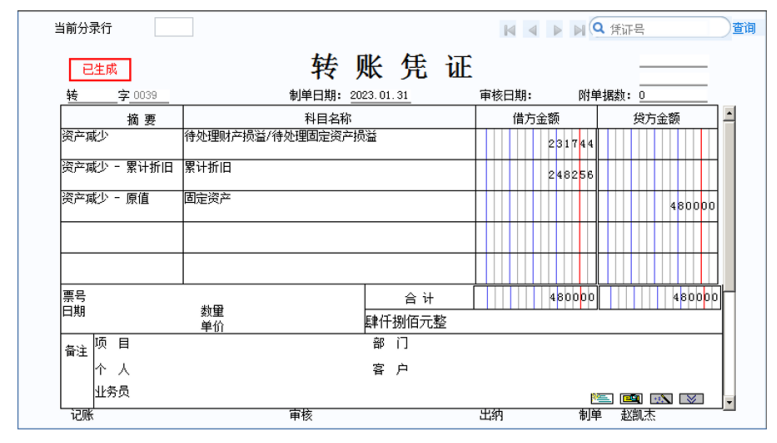 当前分录行 凭证号 查询
已生成 转 账 凭 证
转 字 0039 制单日期: 2023.01.31 审核日期: 附单据数: 0
摘 要 科目名称 借方金额 贷方金额
资产减少 待处理财产损溢/待处理固定资产损溢 231744
资产减少 - 累计折旧 累计折旧 248256
资产减少 - 原值 固定资产 480000
票号 合 计 480000 480000
日期 数量
单价 肆仟捌佰元整
备注 项 目 部 门
个 人 客 户
业务员
记账 审核 出纳 制单 赵凯杰